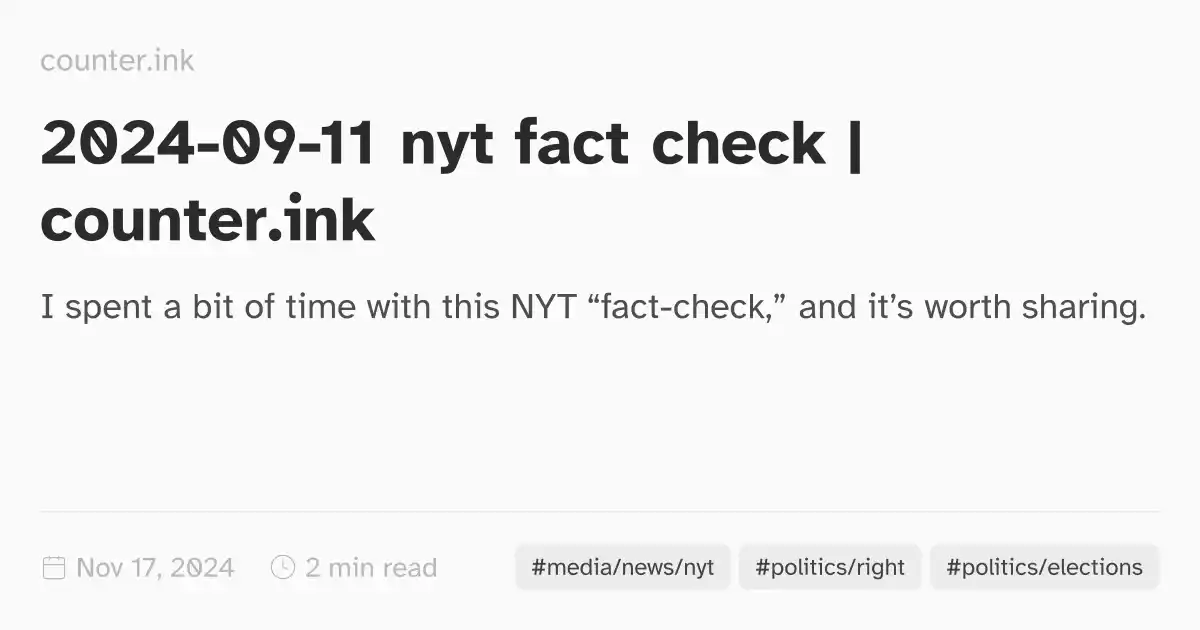 counter.ink
2024-09-11 nyt fact check |
counter.ink
I spent a bit of time with this NYT “fact-check,” and it’s worth sharing.
Nov 17, 2024 2 min read #media/news/nyt #politics/right #politics/elections